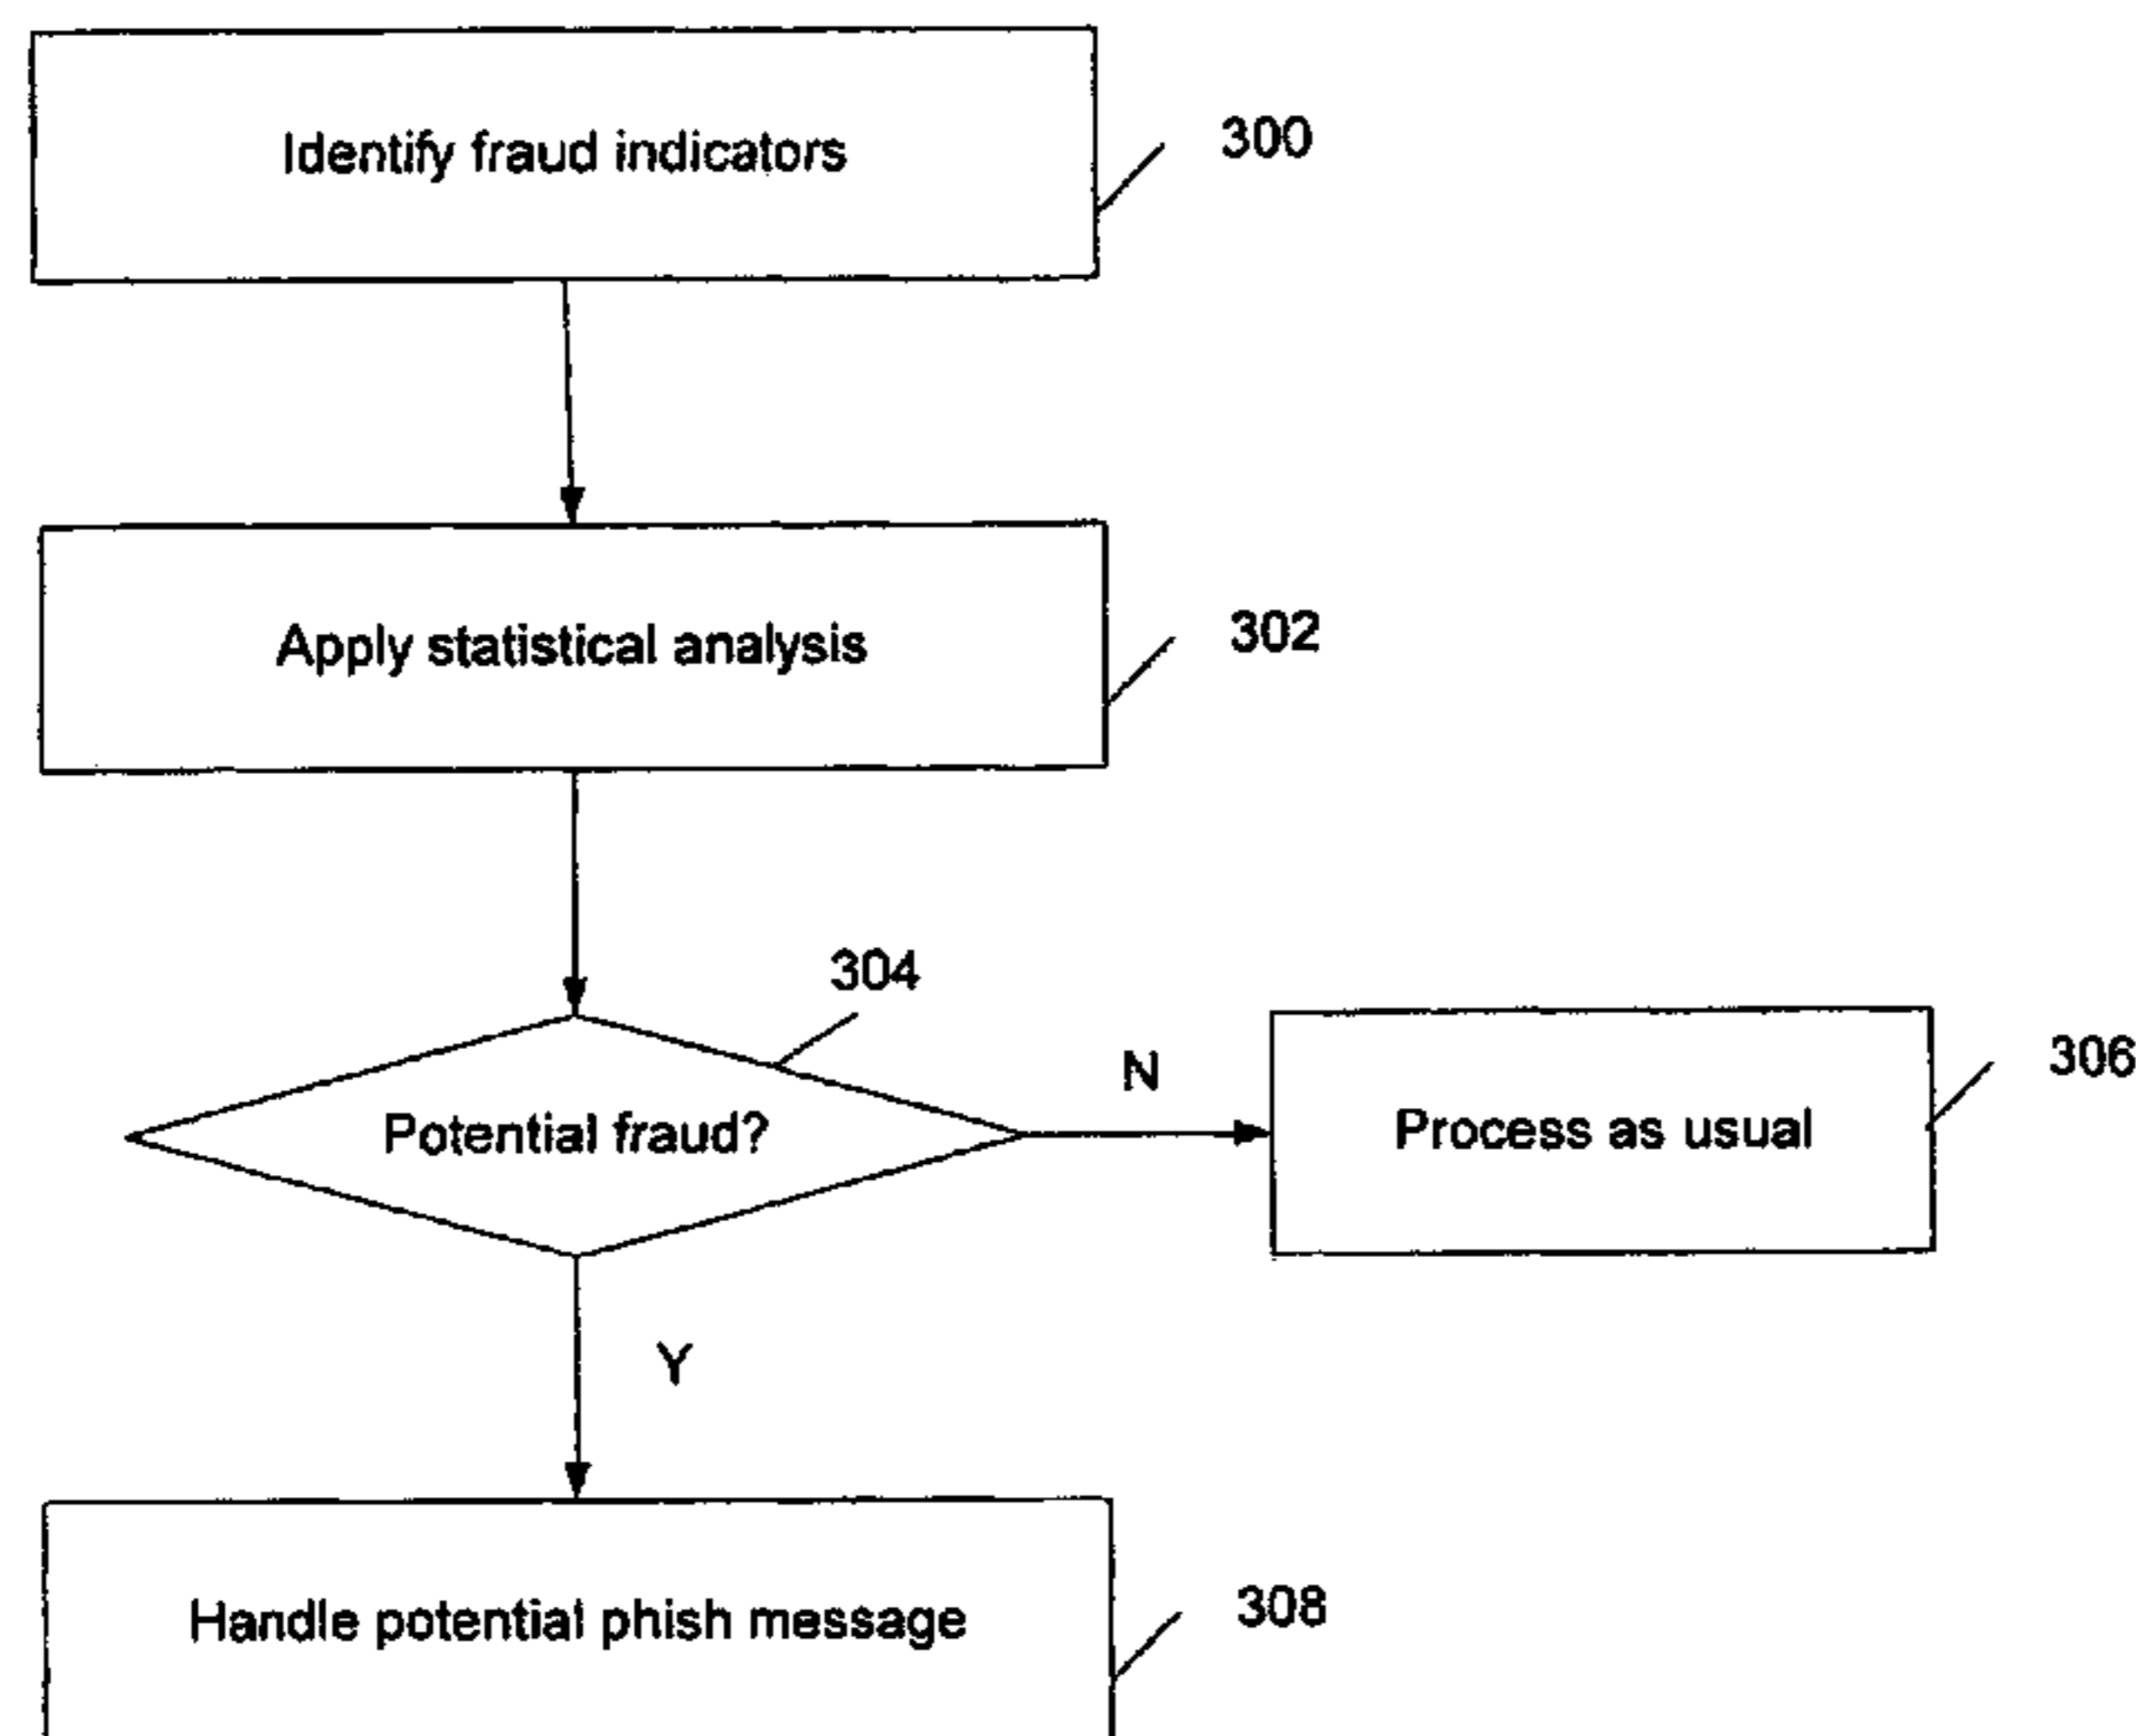 Identify fraud indicators
300
Apply statistical analysis
302
304
Potential fraud?
N
Process as usual
306
Y
Handle potential phish message
308